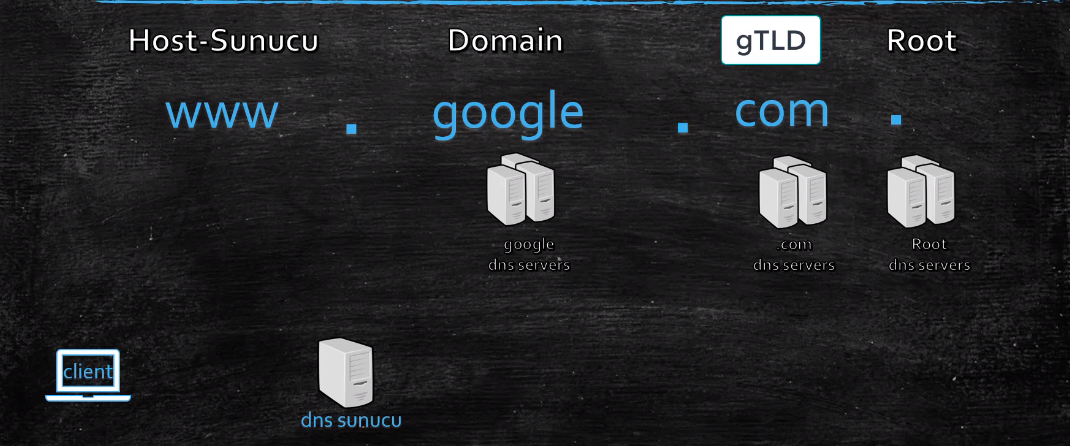 Host-Sunucu Domain gTLD Root
www . google . com .
google .com Root
dns servers dns servers dns servers
client
dns sunucu